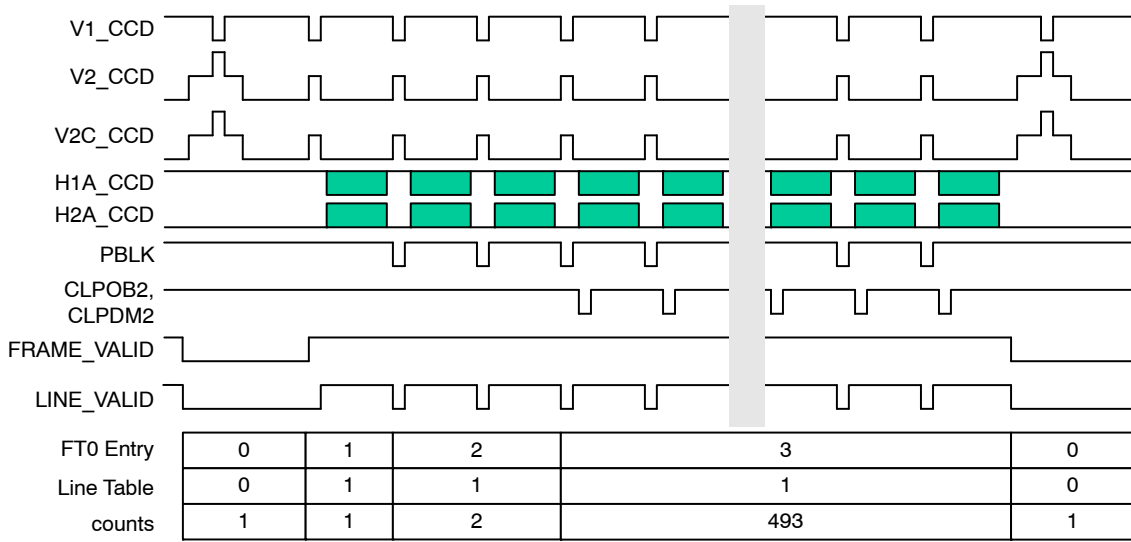 V1_CCD
V2_CCD
V2C_CCD
H1A_CCD
H2A_CCD
PBLK
CLPOB2,
CLPDM2
FRAME_VALID
LINE_VALID
FT0 Entry 0 1 2 3 0
Line Table 0 1 1 1 0
counts 1 1 2 493 1